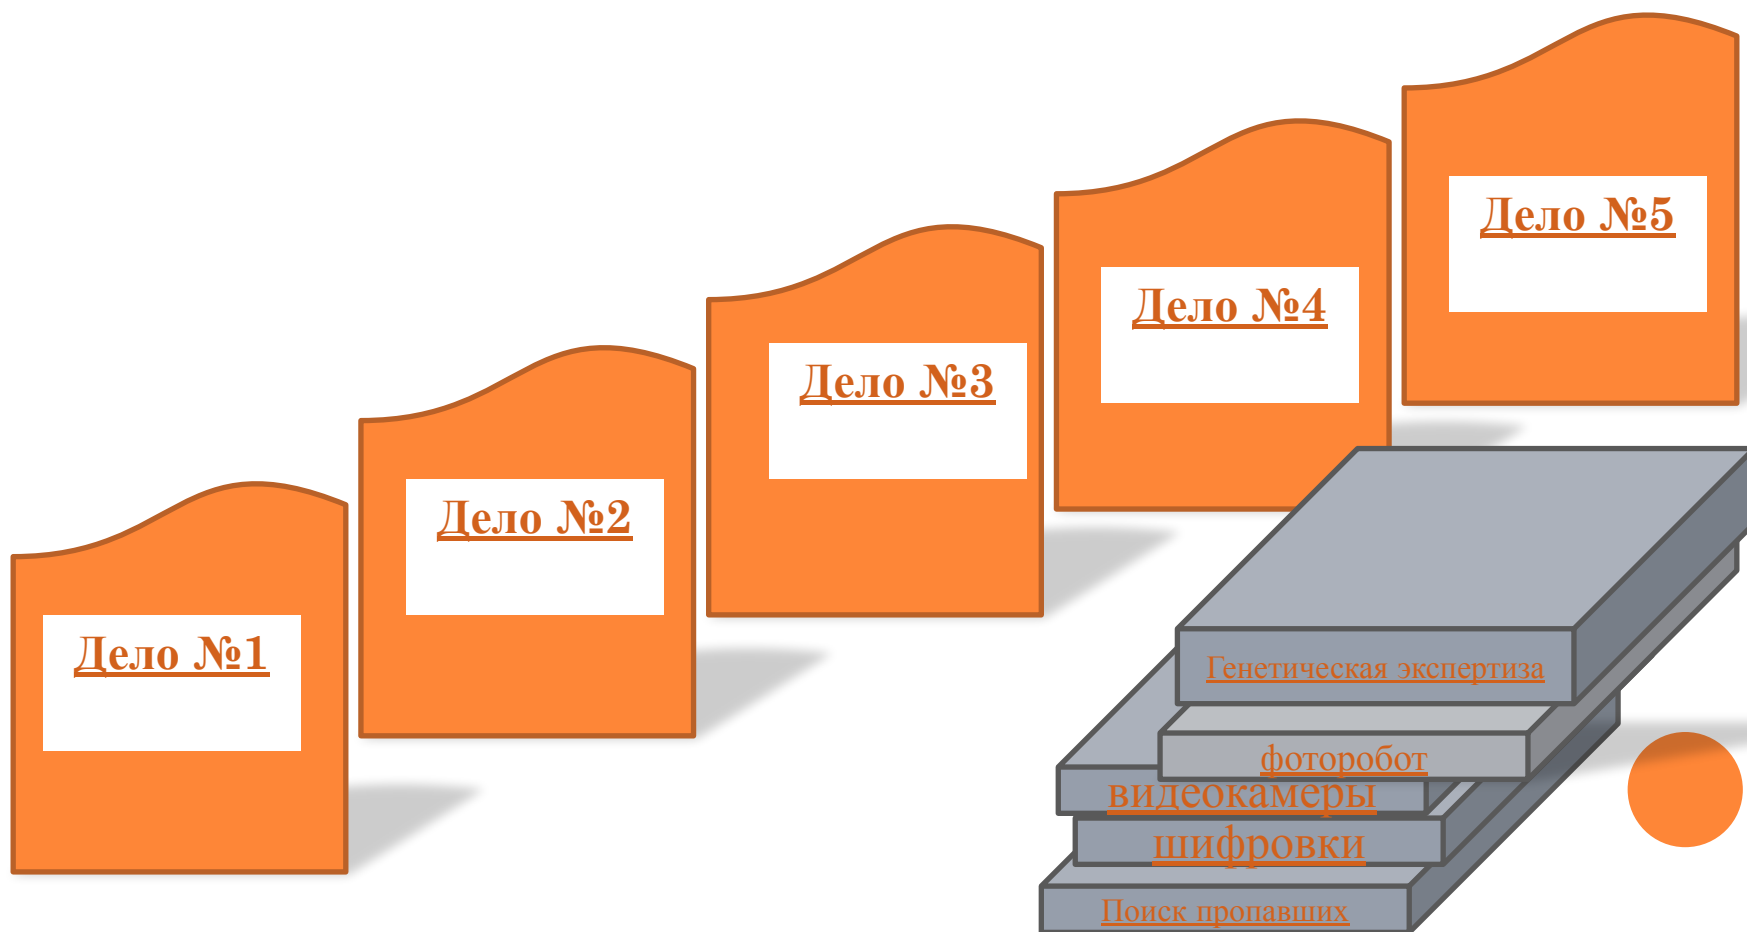 Дело №1
Дело №2
Дело №3
Дело №4
Дело №5
Генетическая экспертиза
фоторобот
видеокамеры
шифровки
Поиск пропавших